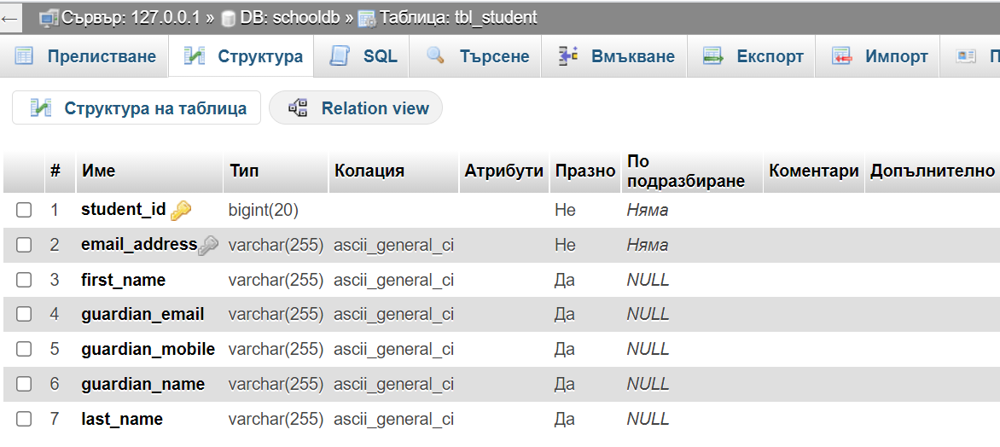 ← Сървър: 127.0.0.1 » DB: schooldb » Таблица: tbl_student
Прелистване Структура SQL Търсене Вмъкване Експорт Импорт
Структура на таблица Relation view
# Име Тип Колация Атрибути Празно По подразбиране Коментари Допълнително
1 student_id bigint(20) Не Няма
2 email_address varchar(255) ascii_general_ci Не Няма
3 first_name varchar(255) ascii_general_ci Да NULL
4 guardian_email varchar(255) ascii_general_ci Да NULL
5 guardian_mobile varchar(255) ascii_general_ci Да NULL
6 guardian_name varchar(255) ascii_general_ci Да NULL
7 last_name varchar(255) ascii_general_ci Да NULL